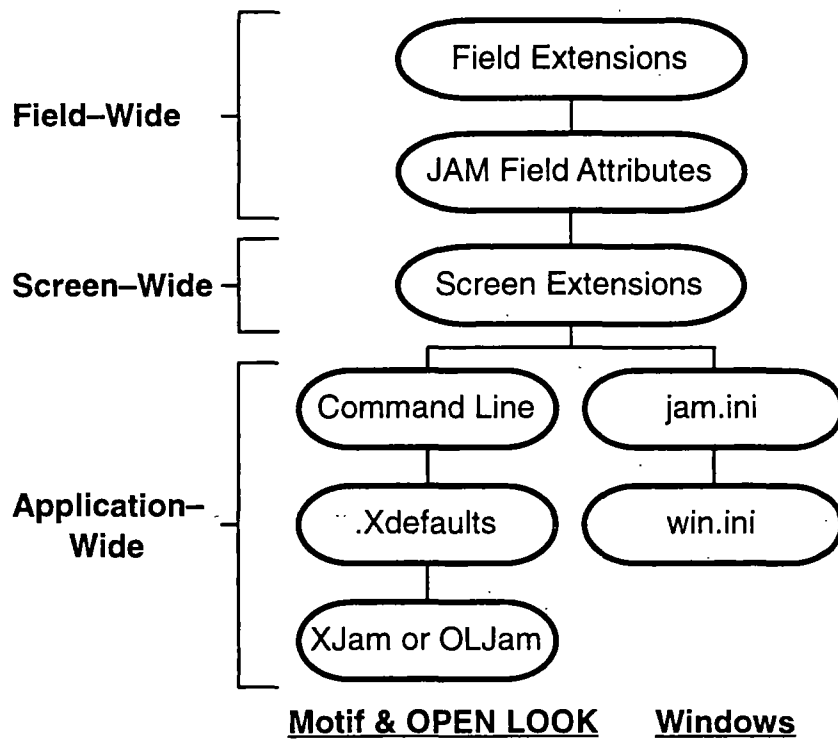 Field Extensions
Field–Wide
JAM Field Attributes
Screen–Wide
Screen Extensions
Command Line
jam.ini
Application–
Wide
.Xdefaults
win.ini
XJam or OLJam
Motif & OPEN LOOK
Windows